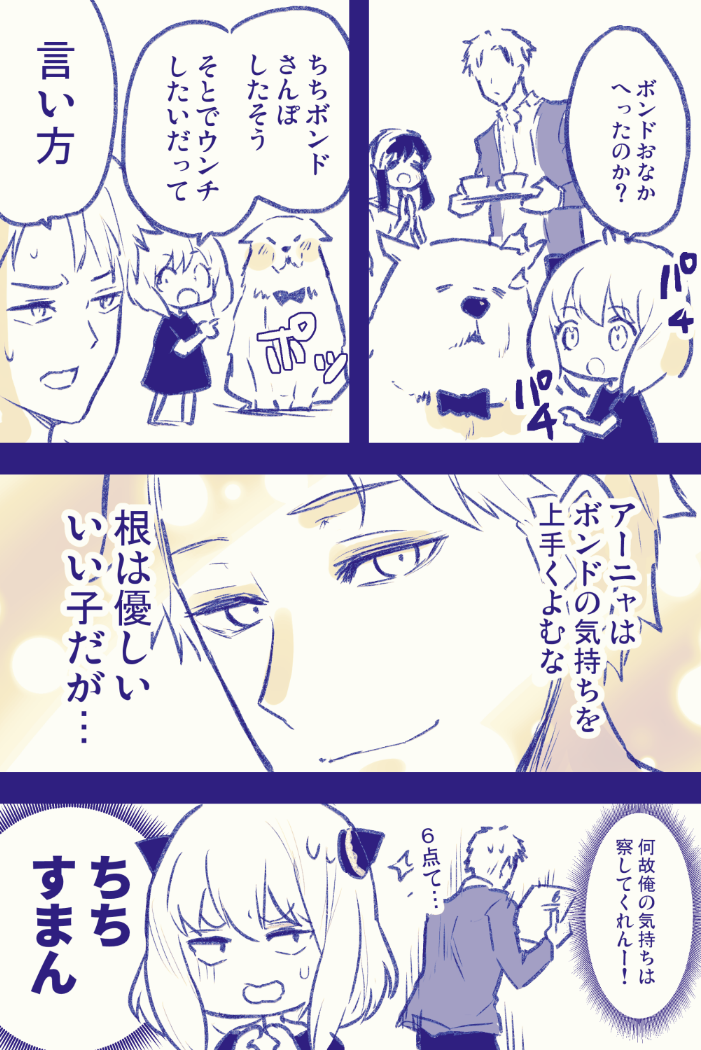 ボンドおなか
へったのか？
パチ
パチ
ちちボンド
さんぽ
したそう
そとでウンチ
したいだって
ポッ
言い方
アーニャは
ボンドの気持ちを
上手くよむな
根は優しい
いい子だが…
何故俺の気持ちは
察してくれんー！
6点て…
ちち
すまん